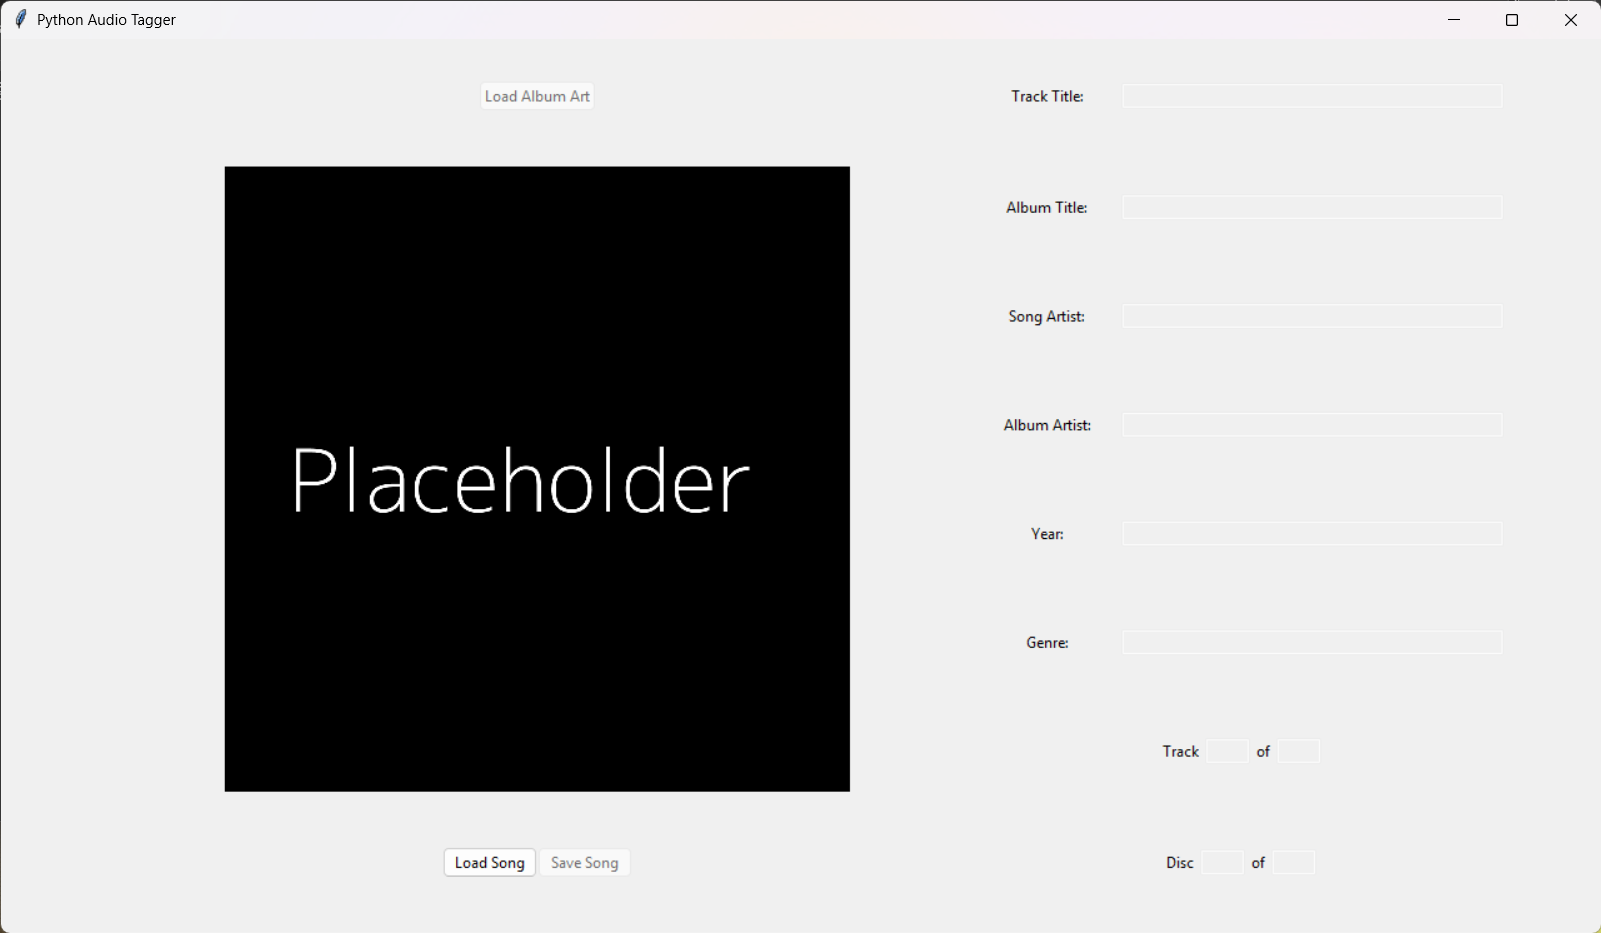 Python Audio Tagger
Load Album Art
Placeholder
Load Song
Save Song
Track Title:
Album Title:
Song Artist:
Album Artist:
Year:
Genre:
Track of
Disc of